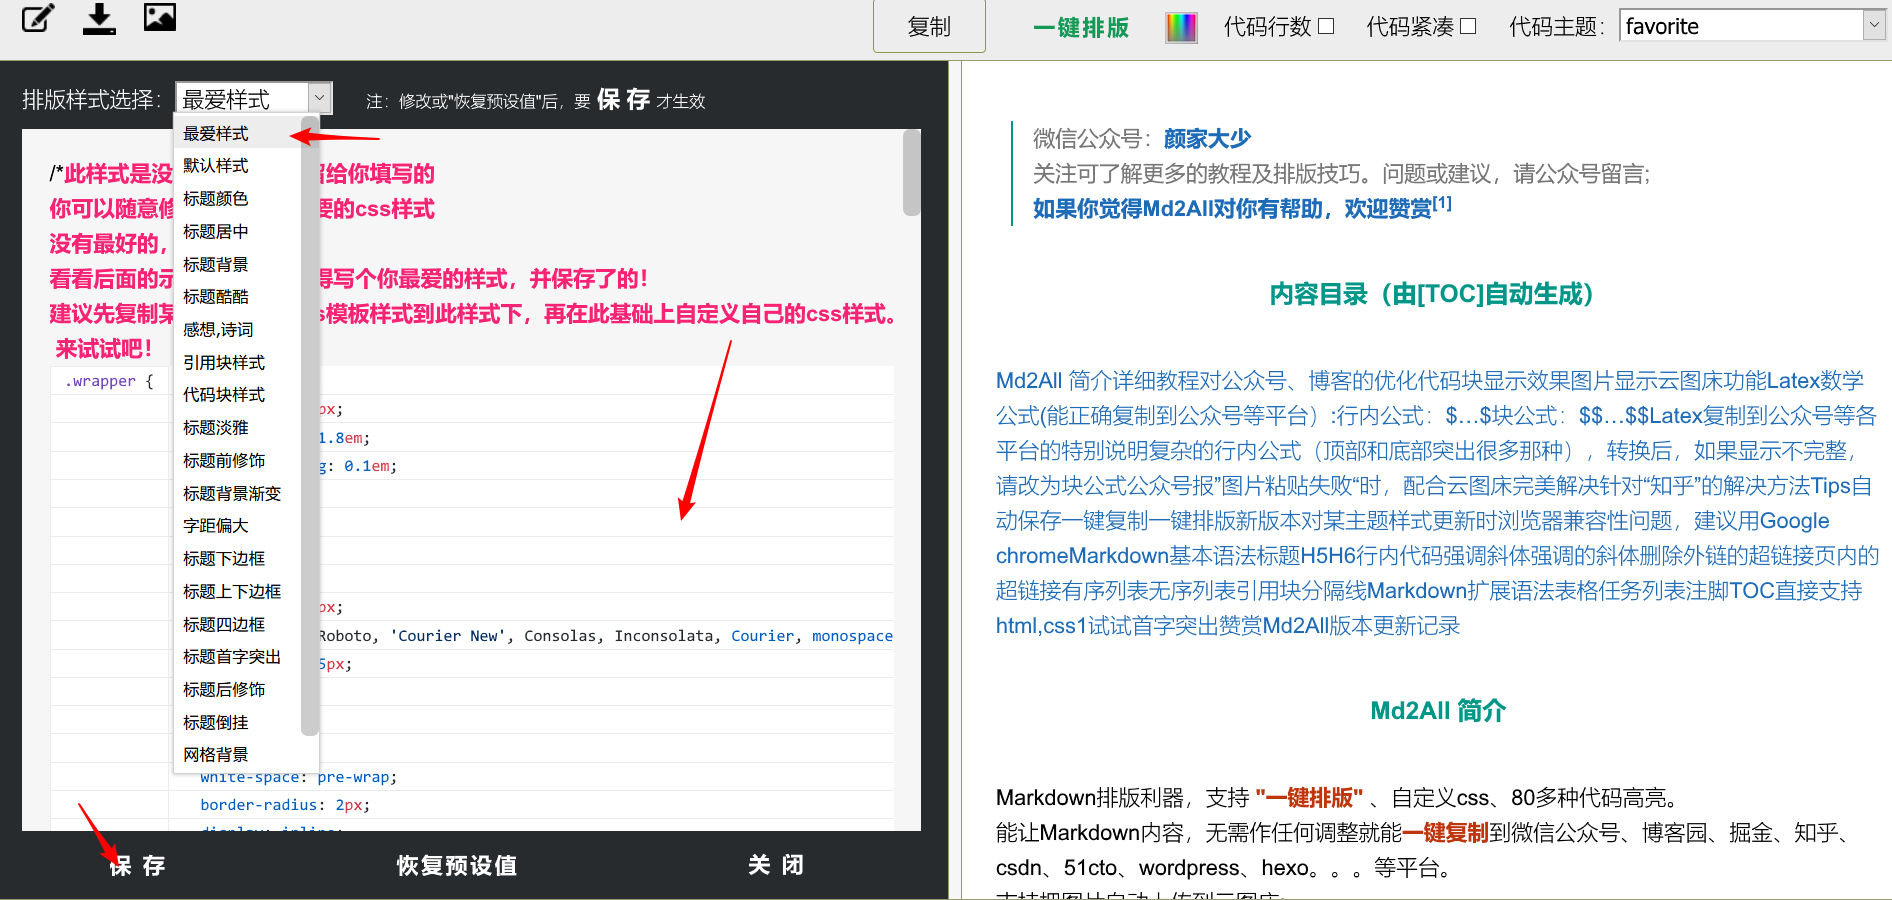 复制
一键排版
代码行数
代码紧凑
代码主题：
favorite
排版样式选择：
最爱样式
注：修改或"恢复预设值"后，要 保 存 才生效
最爱样式
默认样式
标题颜色
标题居中
标题背景
标题酷酷
感想,诗词
引用块样式
代码块样式
标题淡雅
标题前修饰
标题背景渐变
字距偏大
标题下边框
标题上下边框
标题四边框
标题首字突出
标题后修饰
标题倒挂
网格背景
/*此样式是没 留给你填写的
你可以随意修 要的css样式
没有最好的，
看看后面的示 得写个你最爱的样式，并保存了的！
建议先复制某 s模板样式到此样式下，再在此基础上自定义自己的css样式。
来试试吧！
.wrapper {
px;
1.8em;
g: 0.1em;
px;
Roboto, 'Courier New', Consolas, Inconsolata, Courier, monospace
5px;
white-space: pre-wrap;
border-radius: 2px;
display: inline;
保 存
恢复预设值
关 闭
微信公众号：颜家大少
关注可了解更多的教程及排版技巧。问题或建议，请公众号留言;
如果你觉得Md2All对你有帮助，欢迎赞赏[1]
内容目录（由[TOC]自动生成）
Md2All 简介详细教程对公众号、博客的优化代码块显示效果图片显示云图床功能Latex数学
公式(能正确复制到公众号等平台）:行内公式：$...$块公式：$$...$$Latex复制到公众号等各
平台的特别说明复杂的行内公式（顶部和底部突出很多那种），转换后，如果显示不完整，
请改为块公式公众号报"图片粘贴失败"时，配合云图床完美解决针对"知乎"的解决方法Tips自
动保存一键复制一键排版新版本对某主题样式更新时浏览器兼容性问题，建议用Google
chromeMarkdown基本语法标题H5H6行内代码强调斜体强调的斜体删除外链的超链接页内的
超链接有序列表无序列表引用块分隔线Markdown扩展语法表格任务列表注脚TOC直接支持
html,css1试试首字突出赞赏Md2All版本更新记录
Md2All 简介
Markdown排版利器，支持 "一键排版" 、自定义css、80多种代码高亮。
能让Markdown内容，无需作任何调整就能一键复制到微信公众号、博客园、掘金、知乎、
csdn、51cto、wordpress、hexo。。。等平台。
支持把图片自动上传到云图床;